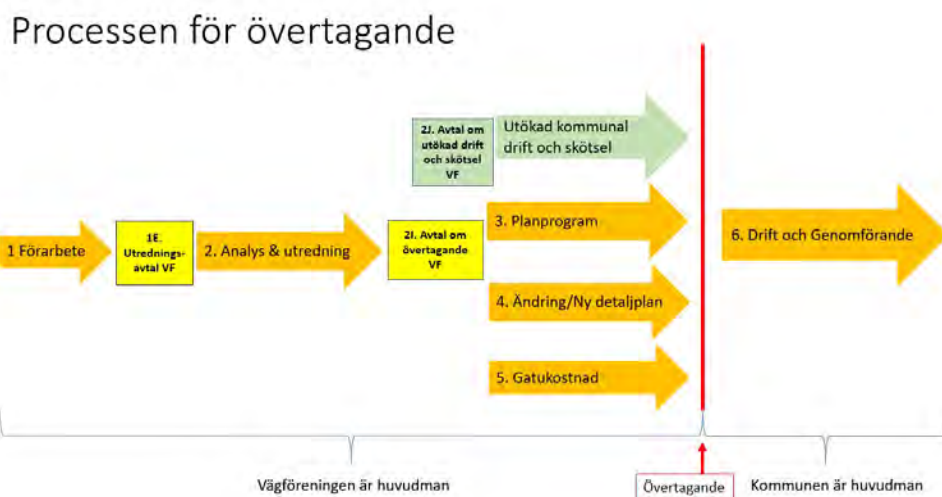 Processen för övertagande
2J. Avtal om
utökad drift
och skötsel
VF
Utökad kommunal
drift och skötsel
1 Förarbete
1E.
Utrednings-
avtal VF
2. Analys & utredning
2I. Avtal om
övertagande
VF
3. Planprogram
4. Ändring/Ny detaljplan
5. Gatukostnad
6. Drift och Genomförande
Vägföreningen är huvudman
Övertagande
Kommunen är huvudman